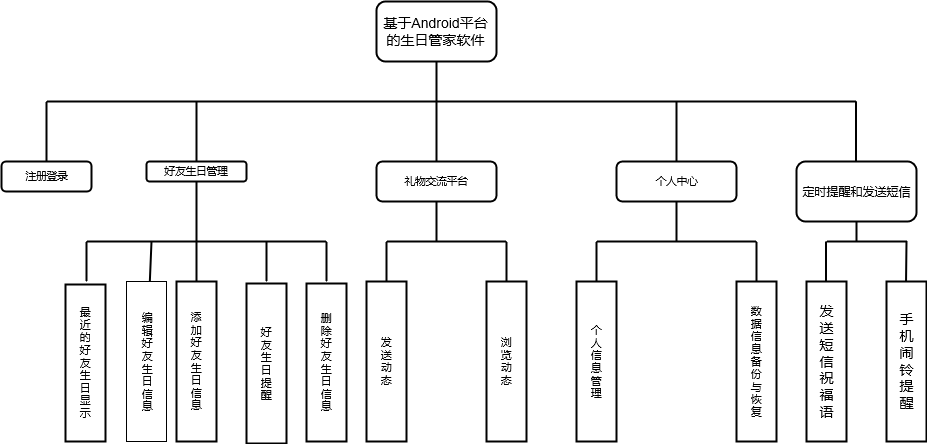 基于Android平台
的生日管家软件
注册登录
好友生日管理
礼物交流平台
个人中心
定时提醒和发送短信
最近的好友生日显示
编辑好友生日信息
添加好友生日信息
好友生日提醒
删除好友生日信息
发送动态
浏览动态
个人信息管理
数据信息备份与恢复
发送短信祝福语
手机闹铃提醒